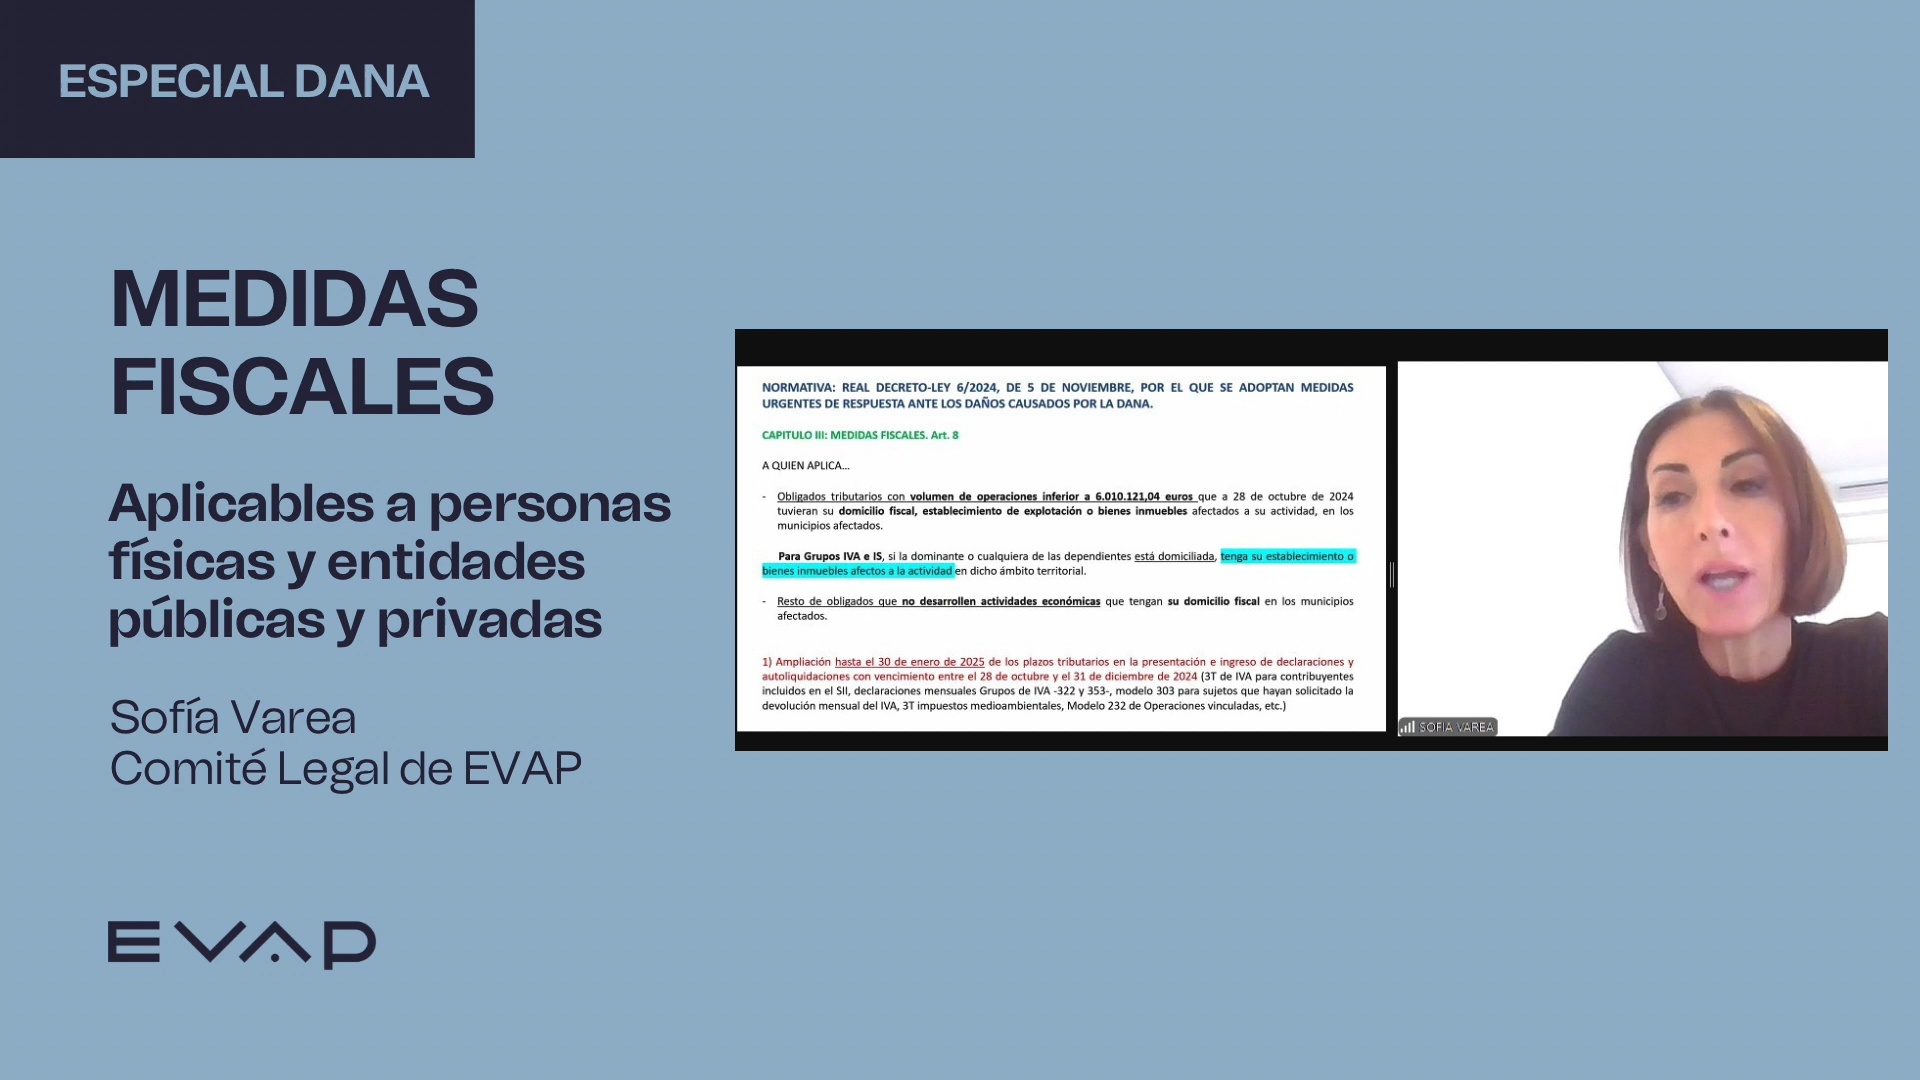 ESPECIAL DANA
MEDIDAS
FISCALES
Aplicables a personas
físicas y entidades
públicas y privadas
Sofía Varea
Comité Legal de EVAP
EVAP
NORMATIVA: REAL DECRETO-LEY 6/2024, DE 5 DE NOVIEMBRE, POR EL QUE SE ADOPTAN MEDIDAS
URGENTES DE RESPUESTA ANTE LOS DAÑOS CAUSADOS POR LA DANA.
CAPITULO III: MEDIDAS FISCALES. Art. 8
A QUIEN APLICA...
- Obligados tributarios con volumen de operaciones inferior a 6.010.121,04 euros que a 28 de octubre de 2024
tuvieran su domicilio fiscal, establecimiento de explotación o bienes inmuebles afectados a su actividad, en los
municipios afectados.
Para Grupos IVA e IS, si la dominante o cualquiera de las dependientes está domiciliada, tenga su establecimiento o
bienes inmuebles afectos a la actividad en dicho ámbito territorial.
- Resto de obligados que no desarrollen actividades económicas que tengan su domicilio fiscal en los municipios
afectados.
1) Ampliación hasta el 30 de enero de 2025 de los plazos tributarios en la presentación e ingreso de declaraciones y
autoliquidaciones con vencimiento entre el 28 de octubre y el 31 de diciembre de 2024 (3T de IVA para contribuyentes
incluidos en el SII, declaraciones mensuales Grupos de IVA -322 y 353-, modelo 303 para sujetos que hayan solicitado la
devolución mensual del IVA, 3T impuestos medioambientales, Modelo 232 de Operaciones vinculadas, etc.)
SOFIA VAREA